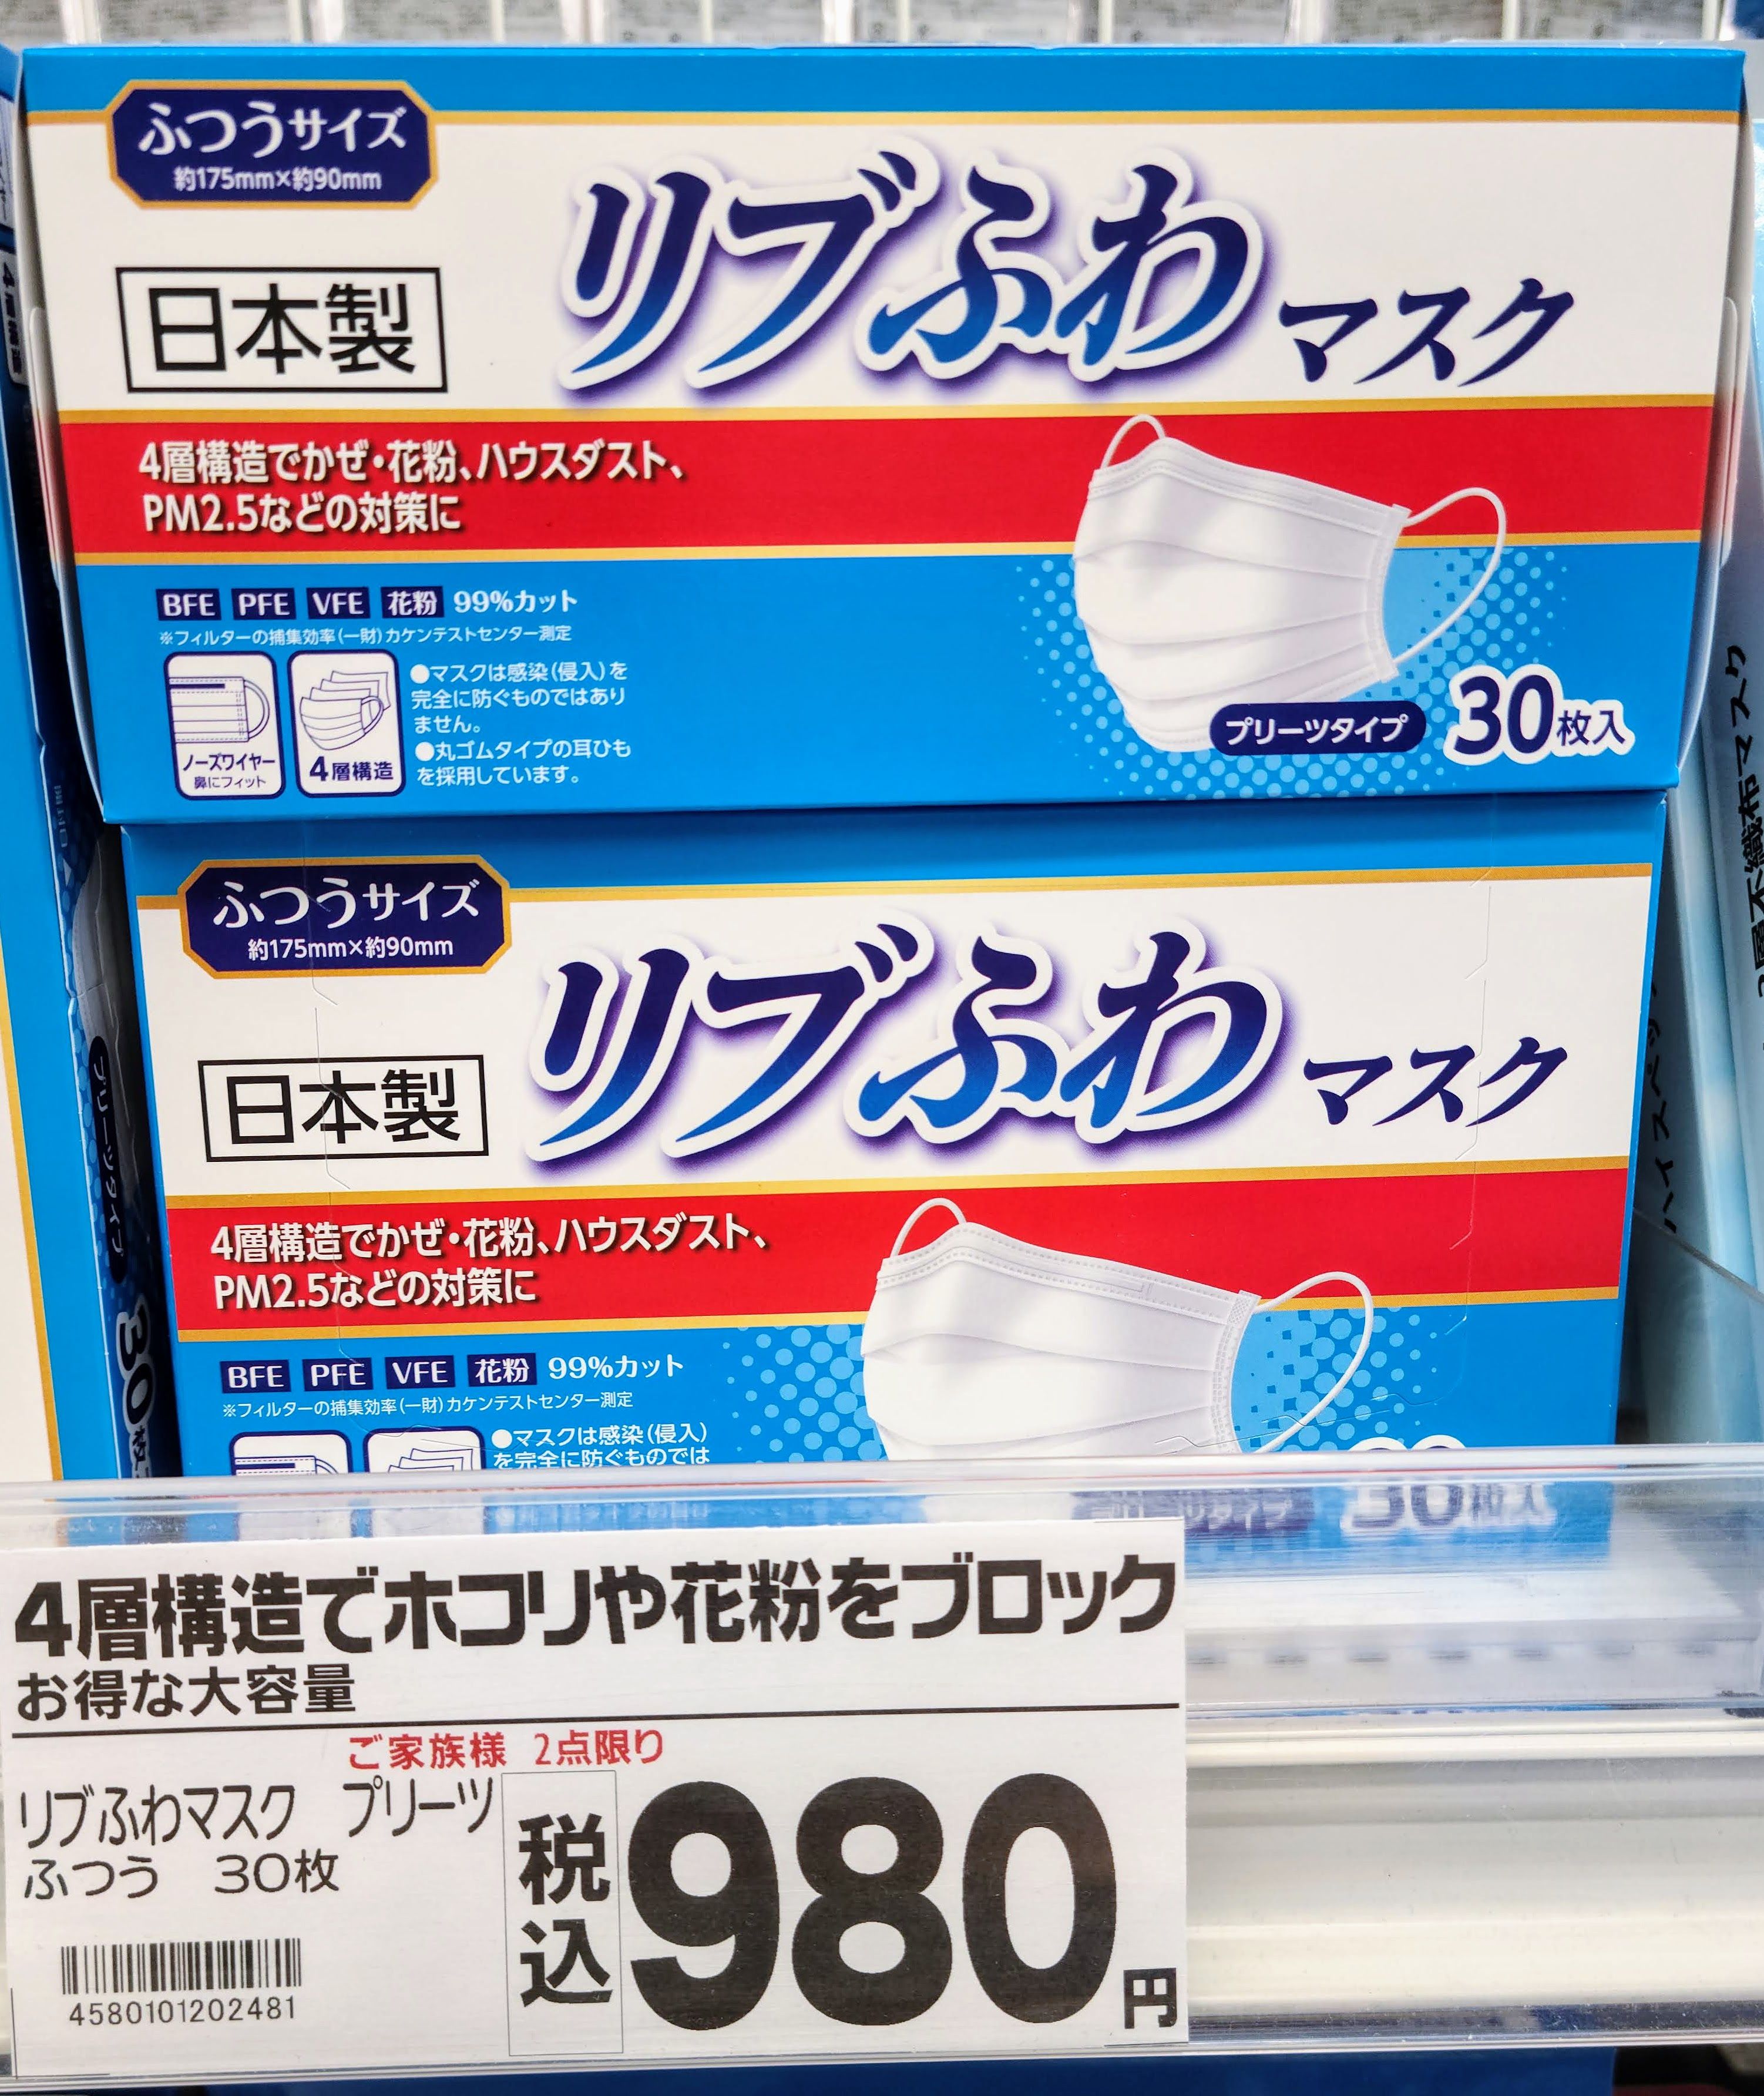 ふつうサイズ
約175mm×約90mm
リブふわマスク
日本製
4層構造でかぜ・花粉、ハウスダスト、
PM2.5などの対策に
BFE PFE VFE 花粉 99%カット
※フィルターの捕集効率(一財)カケンテストセンター測定
●マスクは感染(侵入)を
完全に防ぐものではあり
ません。
●丸ゴムタイプの耳ひも
を採用しています。
ノーズワイヤー
鼻にフィット
4層構造
プリーツタイプ 30枚入
ふつうサイズ
約175mm×約90mm
リブふわマスク
日本製
4層構造でかぜ・花粉、ハウスダスト、
PM2.5などの対策に
BFE PFE VFE 花粉 99%カット
※フィルターの捕集効率(一財)カケンテストセンター測定
●マスクは感染(侵入)
を完全に防ぐものでは
プリーツタイプ
30枚
4層構造でホコリや花粉をブロック
お得な大容量
ご家族様 2点限り
リブふわマスク プリーツ
ふつう 30枚
税込980円
4580101202481